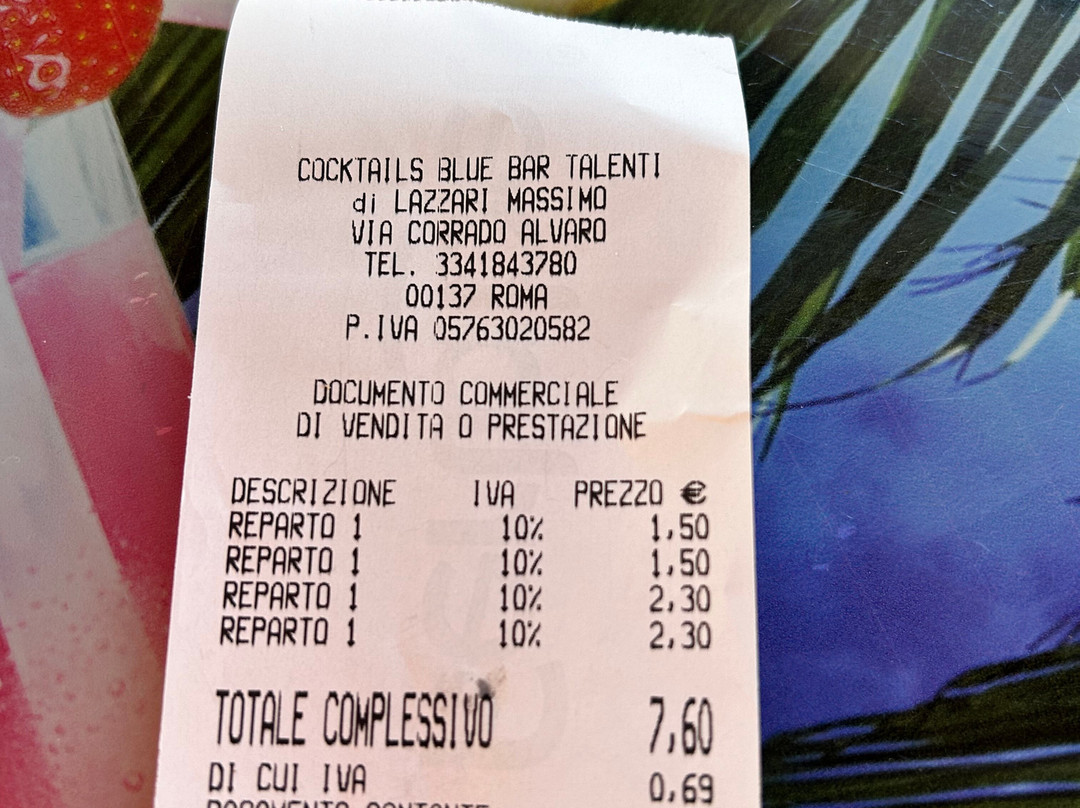 COCKTAILS BLUE BAR TALENTI
di LAZZARI MASSIMO
VIA CORRADO ALVARO
TEL. 3341843780
00137 ROMA
P.IVA 05763020582
DOCUMENTO COMMERCIALE
DI VENDITA O PRESTAZIONE
DESCRIZIONE IVA PREZZO €
REPARTO 1 10% 1,50
REPARTO 1 10% 1,50
REPARTO 1 10% 2,30
REPARTO 1 10% 2,30
TOTALE COMPLESSIVO 7,60
DI CUI IVA 0,69
PAGAMENTO CONTANTE